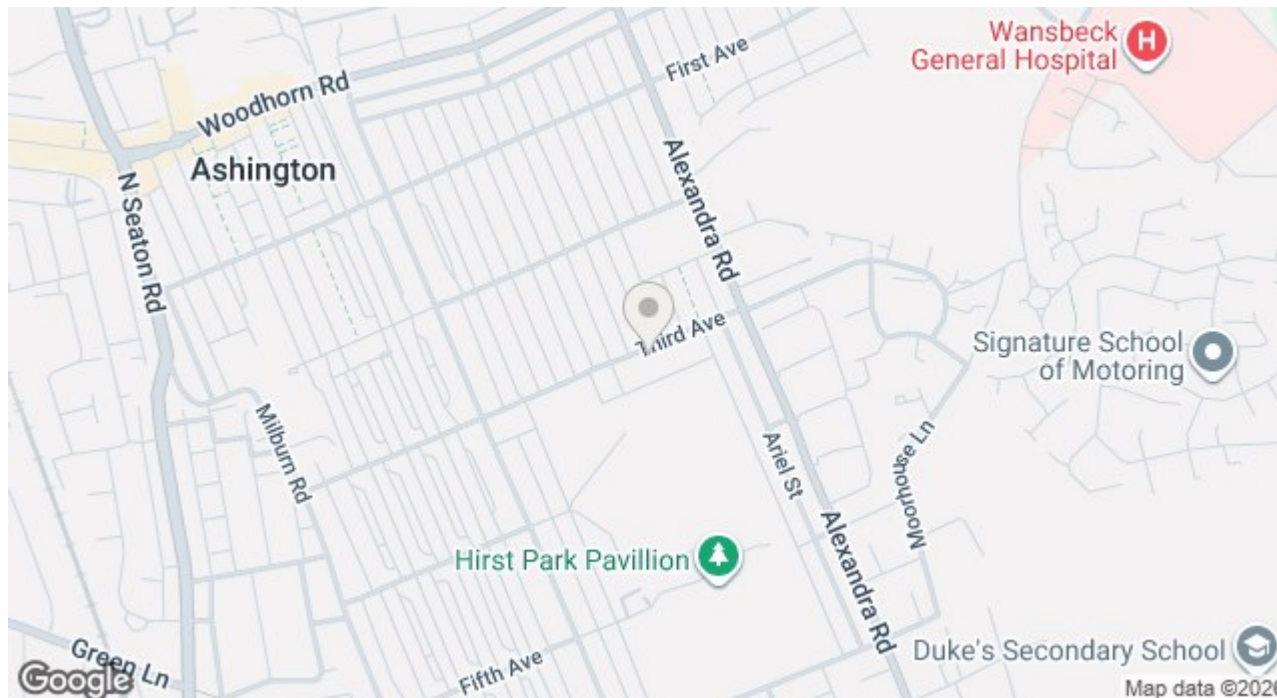 Wansbeck
General Hospital
First Ave
Woodhorn Rd
Ashington
Alexandra Rd
N Seaton Rd
Third Ave
Signature School
of Motoring
Milburn Rd
Ariel St
Moorhouse Ln
Alexandra Rd
Hirst Park Pavillion
Green Ln
Fifth Ave
Duke's Secondary School
Google
Map data ©2026